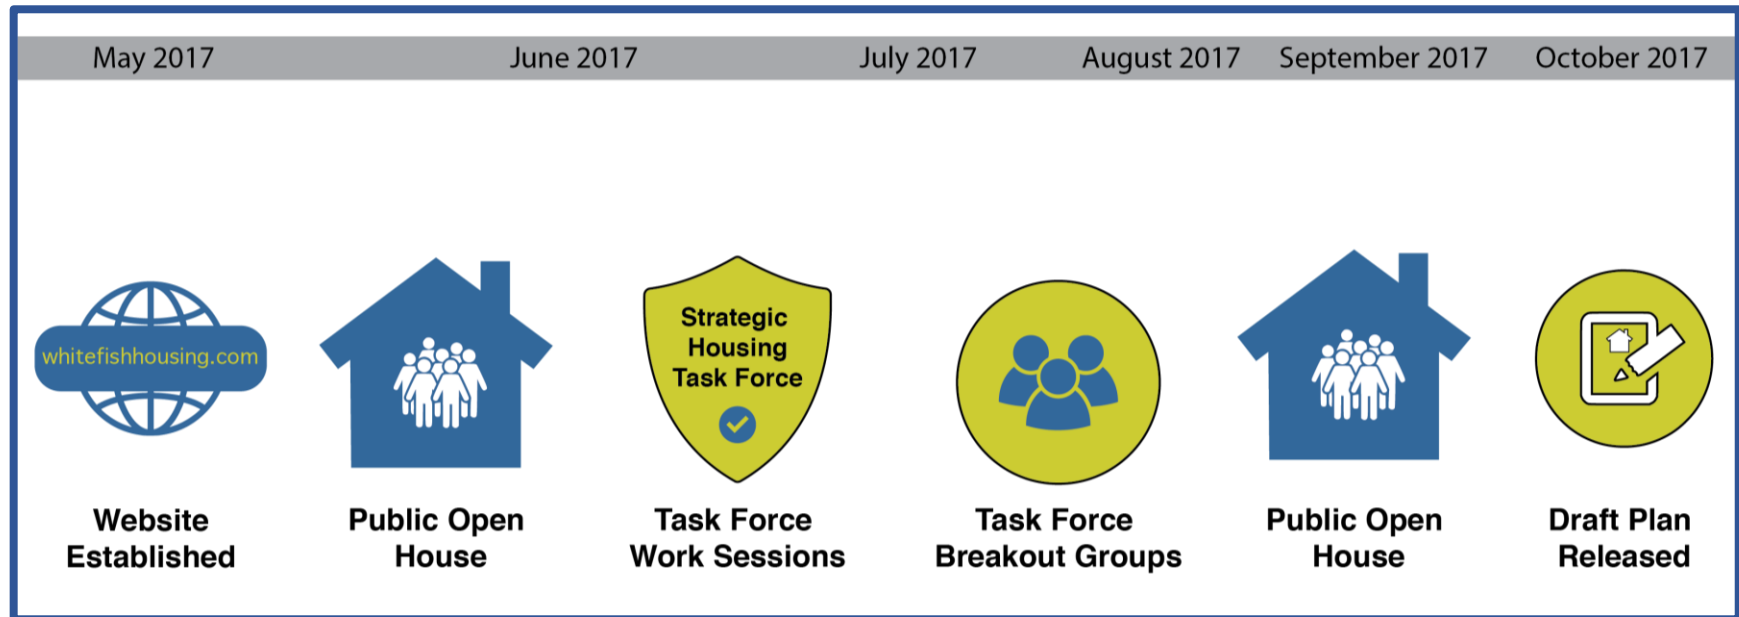 May 2017 June 2017 July 2017 August 2017 September 2017 October 2017
whitefishhousing.com
Strategic
Housing
Task Force
Website
Established
Public Open
House
Task Force
Work Sessions
Task Force
Breakout Groups
Public Open
House
Draft Plan
Released